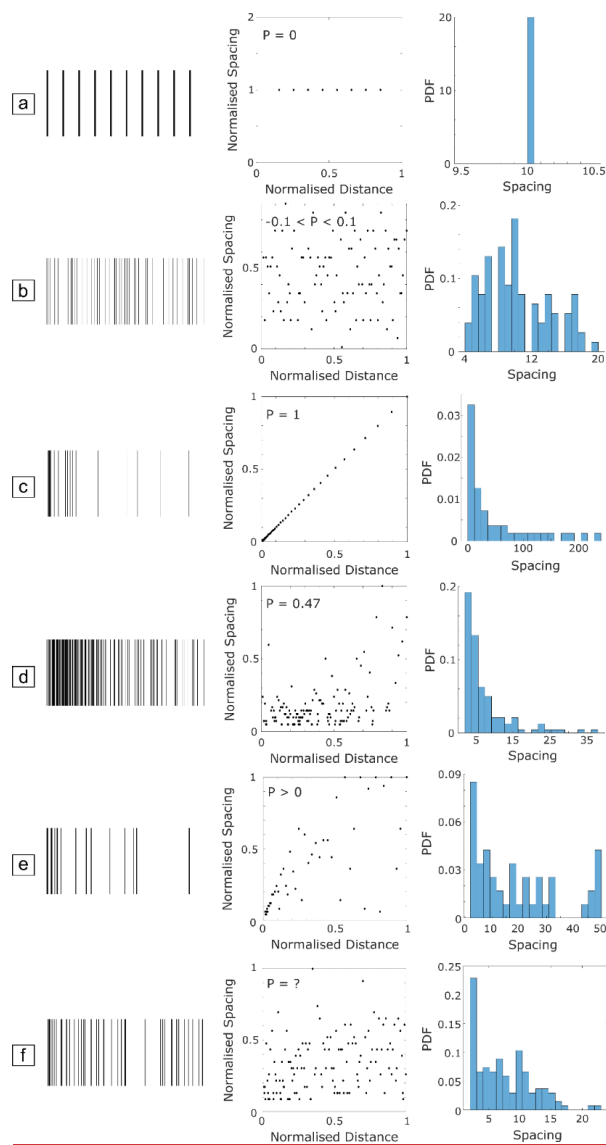 a
P = 0
Normalised Spacing
2
1
0
0
0.5
1
Normalised Distance
PDF
20
15
10
5
0
9.5
10
10.5
Spacing
b
-0.1 < P < 0.1
Normalised Spacing
0.5
0
0
0.5
1
Normalised Distance
PDF
0.2
0.15
0.1
0.05
0
4
8
12
16
20
Spacing
c
P = 1
Normalised Spacing
1
0.5
0
0
0.5
1
Normalised Distance
PDF
0.03
0.02
0.01
0
0
100
200
Spacing
d
P = 0.47
Normalised Spacing
1
0.5
0
0
0.5
1
Normalised Distance
PDF
0.2
0.1
0
5
15
25
35
Spacing
e
P > 0
Normalised Spacing
1
0.5
0
0
0.5
1
Normalised Distance
PDF
0.09
0.06
0.03
0
0
10
20
30
40
50
Spacing
f
P = ?
Normalised Spacing
1
0.5
0
0
0.5
1
Normalised Distance
PDF
0.25
0.20
0.15
0.1
0.05
0
5
10
15
20
Spacing